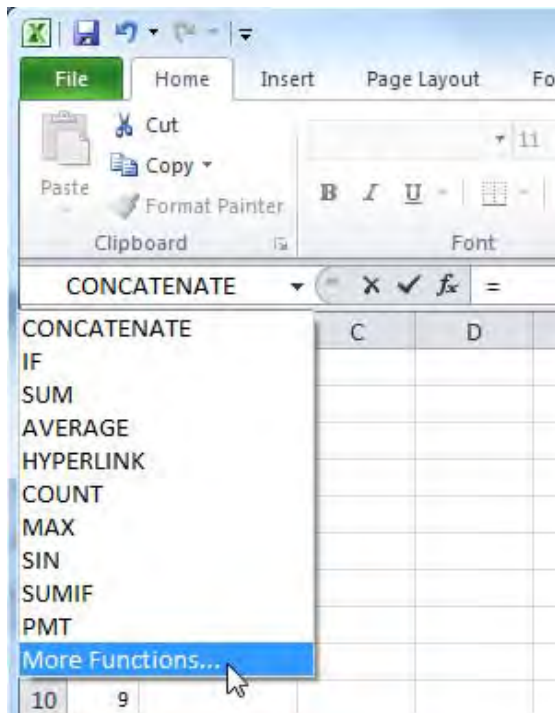 File Home Insert Page Layout Fo
Cut
Copy
Paste
Format Painter
11
B I U
Clipboard Font
CONCATENATE fx =
CONCATENATE
IF
SUM
AVERAGE
HYPERLINK
COUNT
MAX
SIN
SUMIF
PMT
More Functions...
C D
10 9